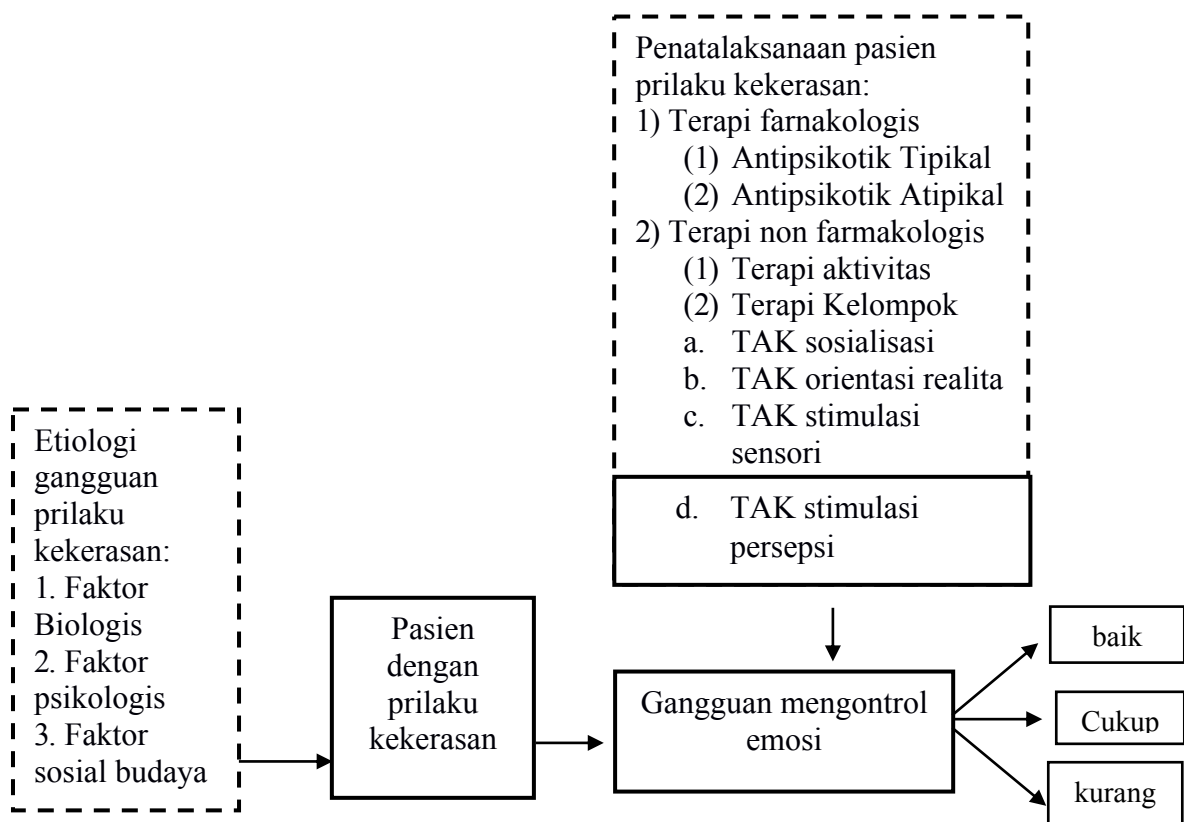 Penatalaksanaan pasien
prilaku kekerasan:
1) Terapi farnakologis
(1) Antipsikotik Tipikal
(2) Antipsikotik Atipikal
2) Terapi non farmakologis
(1) Terapi aktivitas
(2) Terapi Kelompok
a. TAK sosialisasi
b. TAK orientasi realita
c. TAK stimulasi
sensori
d. TAK stimulasi
persepsi
Etiologi
gangguan
prilaku
kekerasan:
1. Faktor
Biologis
2. Faktor
psikologis
3. Faktor
sosial budaya
Pasien
dengan
prilaku
kekerasan
Gangguan mengontrol
emosi
baik
Cukup
kurang